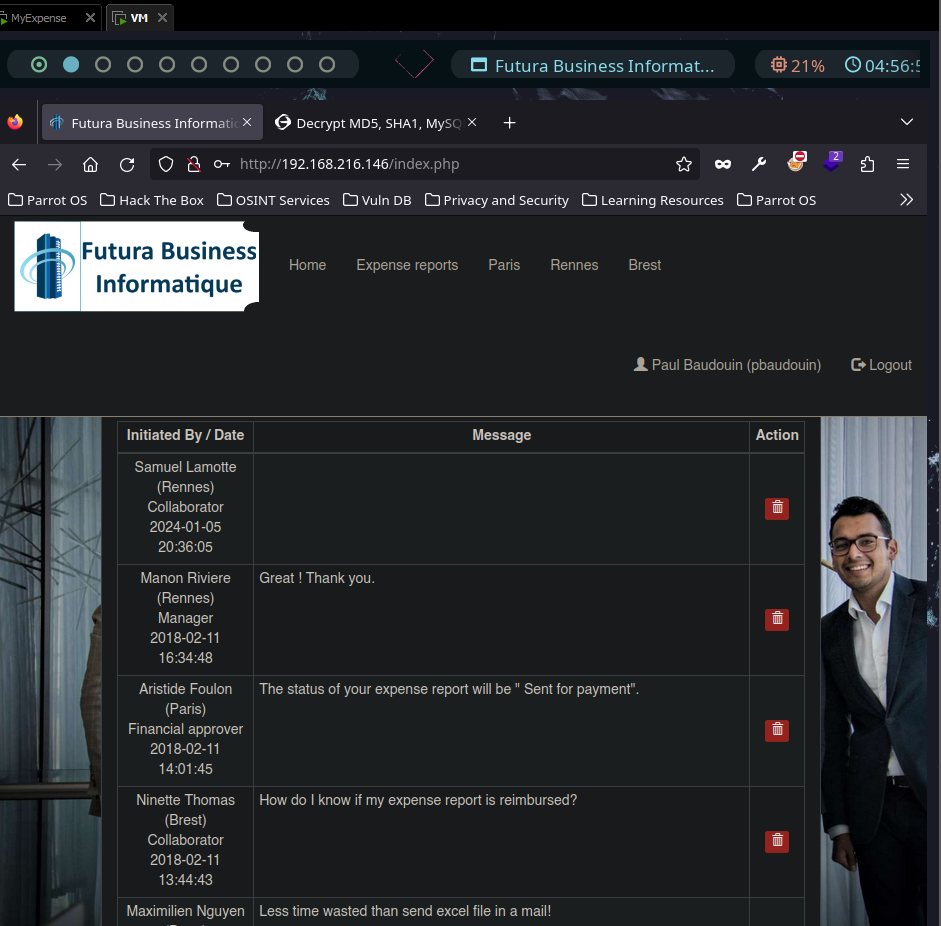 MyExpense
VM
Futura Business Informat...
21%
04:56:5
Futura Business Informatic
Decrypt MD5, SHA1, MySQ
http://192.168.216.146/index.php
2
Parrot OS
Hack The Box
OSINT Services
Vuln DB
Privacy and Security
Learning Resources
Parrot OS
Futura Business
Informatique
Home
Expense reports
Paris
Rennes
Brest
Paul Baudouin (pbaudouin)
Logout
Initiated By / Date
Message
Action
Samuel Lamotte
(Rennes)
Collaborator
2024-01-05
20:36:05
Manon Riviere
(Rennes)
Manager
2018-02-11
16:34:48
Great ! Thank you.
Aristide Foulon
(Paris)
Financial approver
2018-02-11
14:01:45
The status of your expense report will be " Sent for payment".
Ninette Thomas
(Brest)
Collaborator
2018-02-11
13:44:43
How do I know if my expense report is reimbursed?
Maximilien Nguyen
Less time wasted than send excel file in a mail!